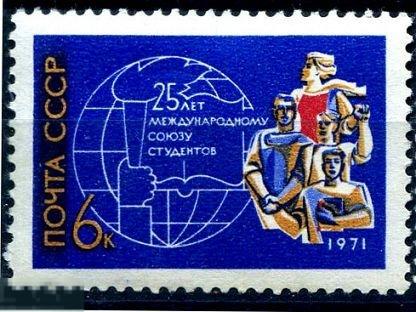 ПОЧТА СССР
6к
25 ЛЕТ
МЕЖДУНАРОДНОМУ
СОЮЗУ
СТУДЕНТОВ
1971